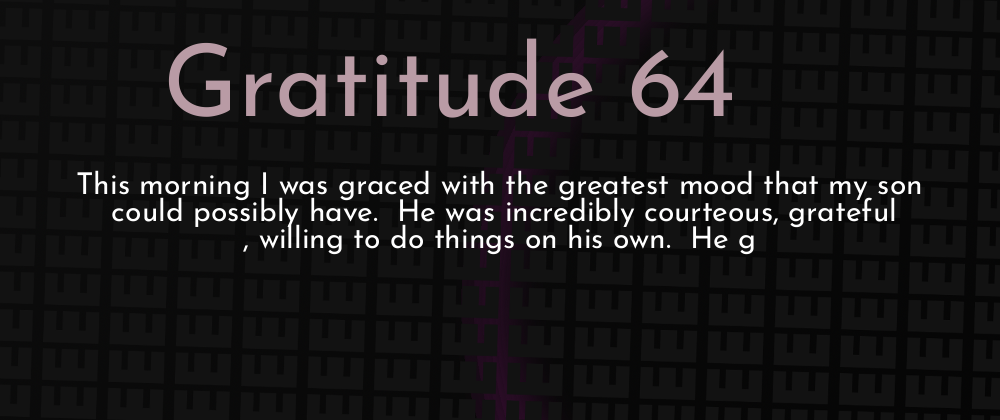 Gratitude 64
This morning I was graced with the greatest mood that my son
could possibly have.  He was incredibly courteous, grateful
, willing to do things on his own.  He g